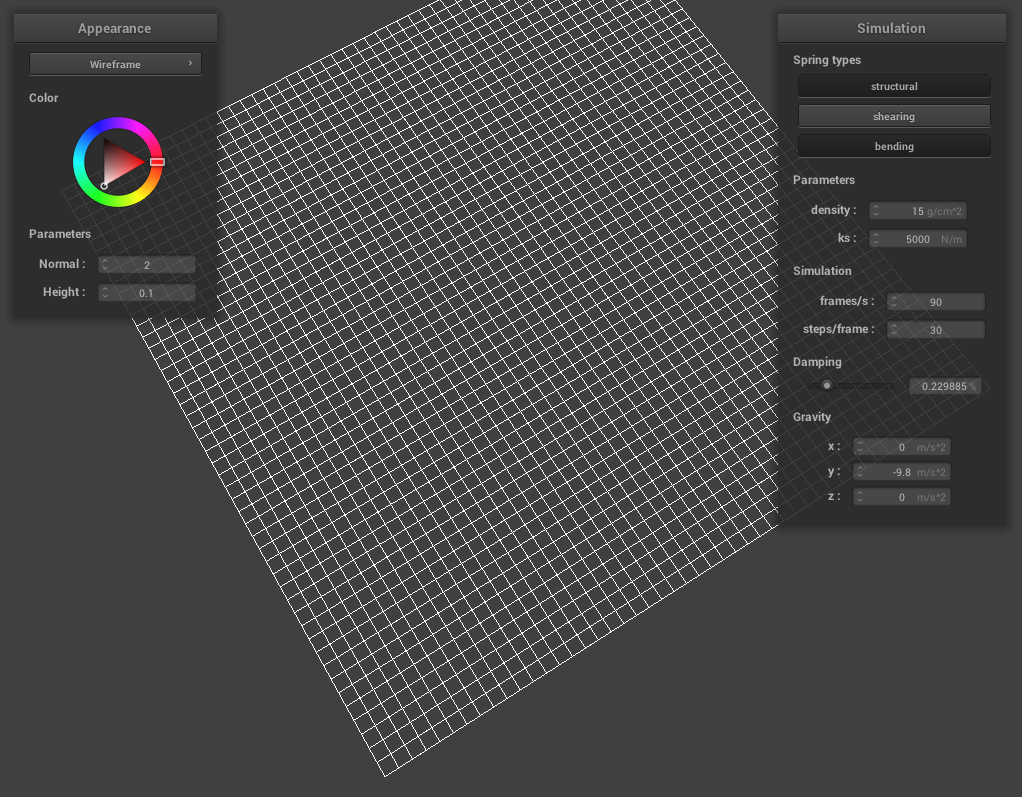 Appearance
Wireframe
Color
Parameters
Normal : 2
Height : 0.1
Simulation
Spring types
structural
shearing
bending
Parameters
density : 15 g/cm^2
ks : 5000 N/m
Simulation
frames/s : 90
steps/frame : 30
Damping
0.229885 %
Gravity
x : 0 m/s^2
y : -9.8 m/s^2
z : 0 m/s^2